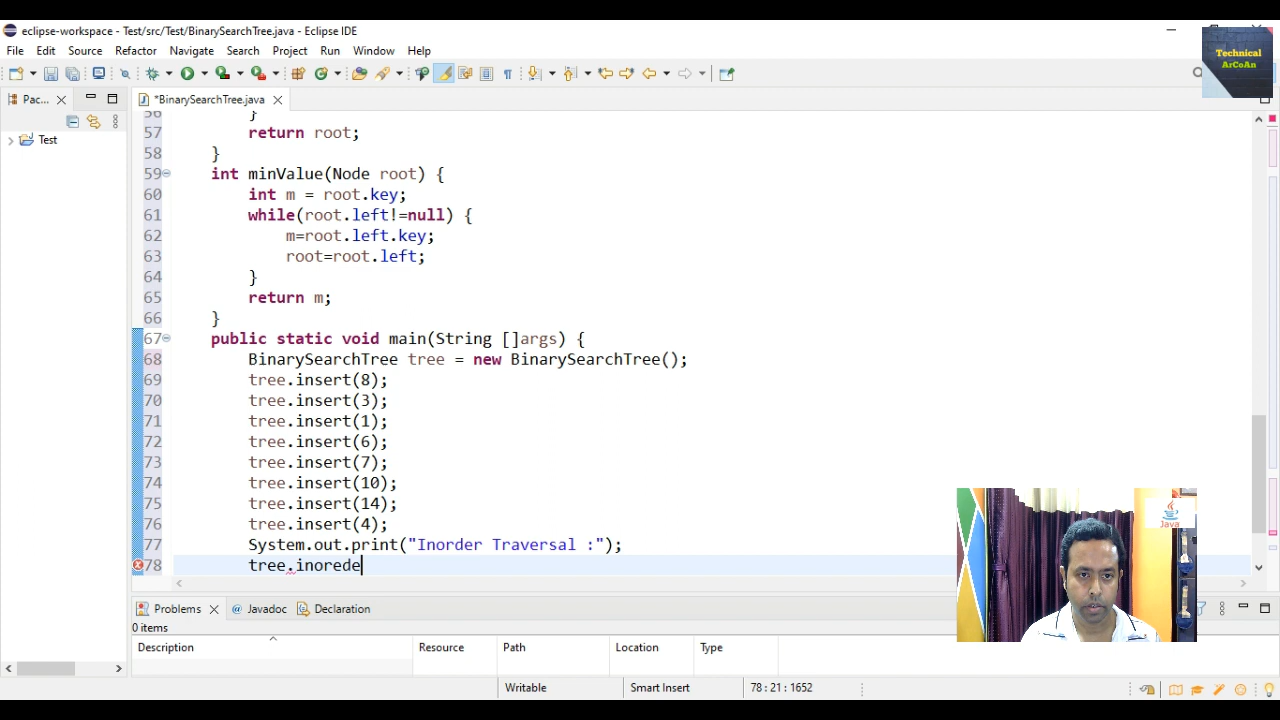 eclipse-workspace - Test/src/Test/BinarySearchTree.java - Eclipse IDE
File Edit Source Refactor Navigate Search Project Run Window Help
Technical
ArCoAn
Pac...
*BinarySearchTree.java
Test
56 }
57 return root;
58 }
59 int minValue(Node root) {
60 int m = root.key;
61 while(root.left!=null) {
62 m=root.left.key;
63 root=root.left;
64 }
65 return m;
66 }
67 public static void main(String []args) {
68 BinarySearchTree tree = new BinarySearchTree();
69 tree.insert(8);
70 tree.insert(3);
71 tree.insert(1);
72 tree.insert(6);
73 tree.insert(7);
74 tree.insert(10);
75 tree.insert(14);
76 tree.insert(4);
77 System.out.print("Inorder Traversal :");
78 tree.inorede
Java
Problems @ Javadoc Declaration
0 items
Description Resource Path Location Type
Writable Smart Insert 78 : 21 : 1652